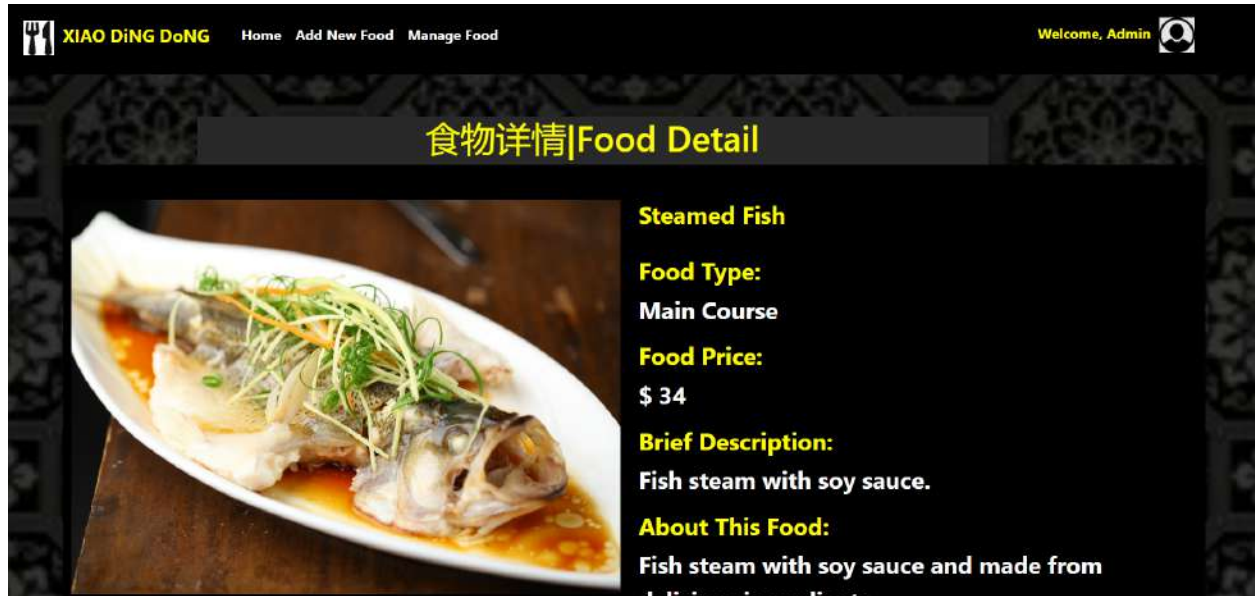 XIAO DiNG DoNG
Home Add New Food Manage Food
Welcome, Admin
食物详情|Food Detail
Steamed Fish
Food Type:
Main Course
Food Price:
$ 34
Brief Description:
Fish steam with soy sauce.
About This Food:
Fish steam with soy sauce and made from